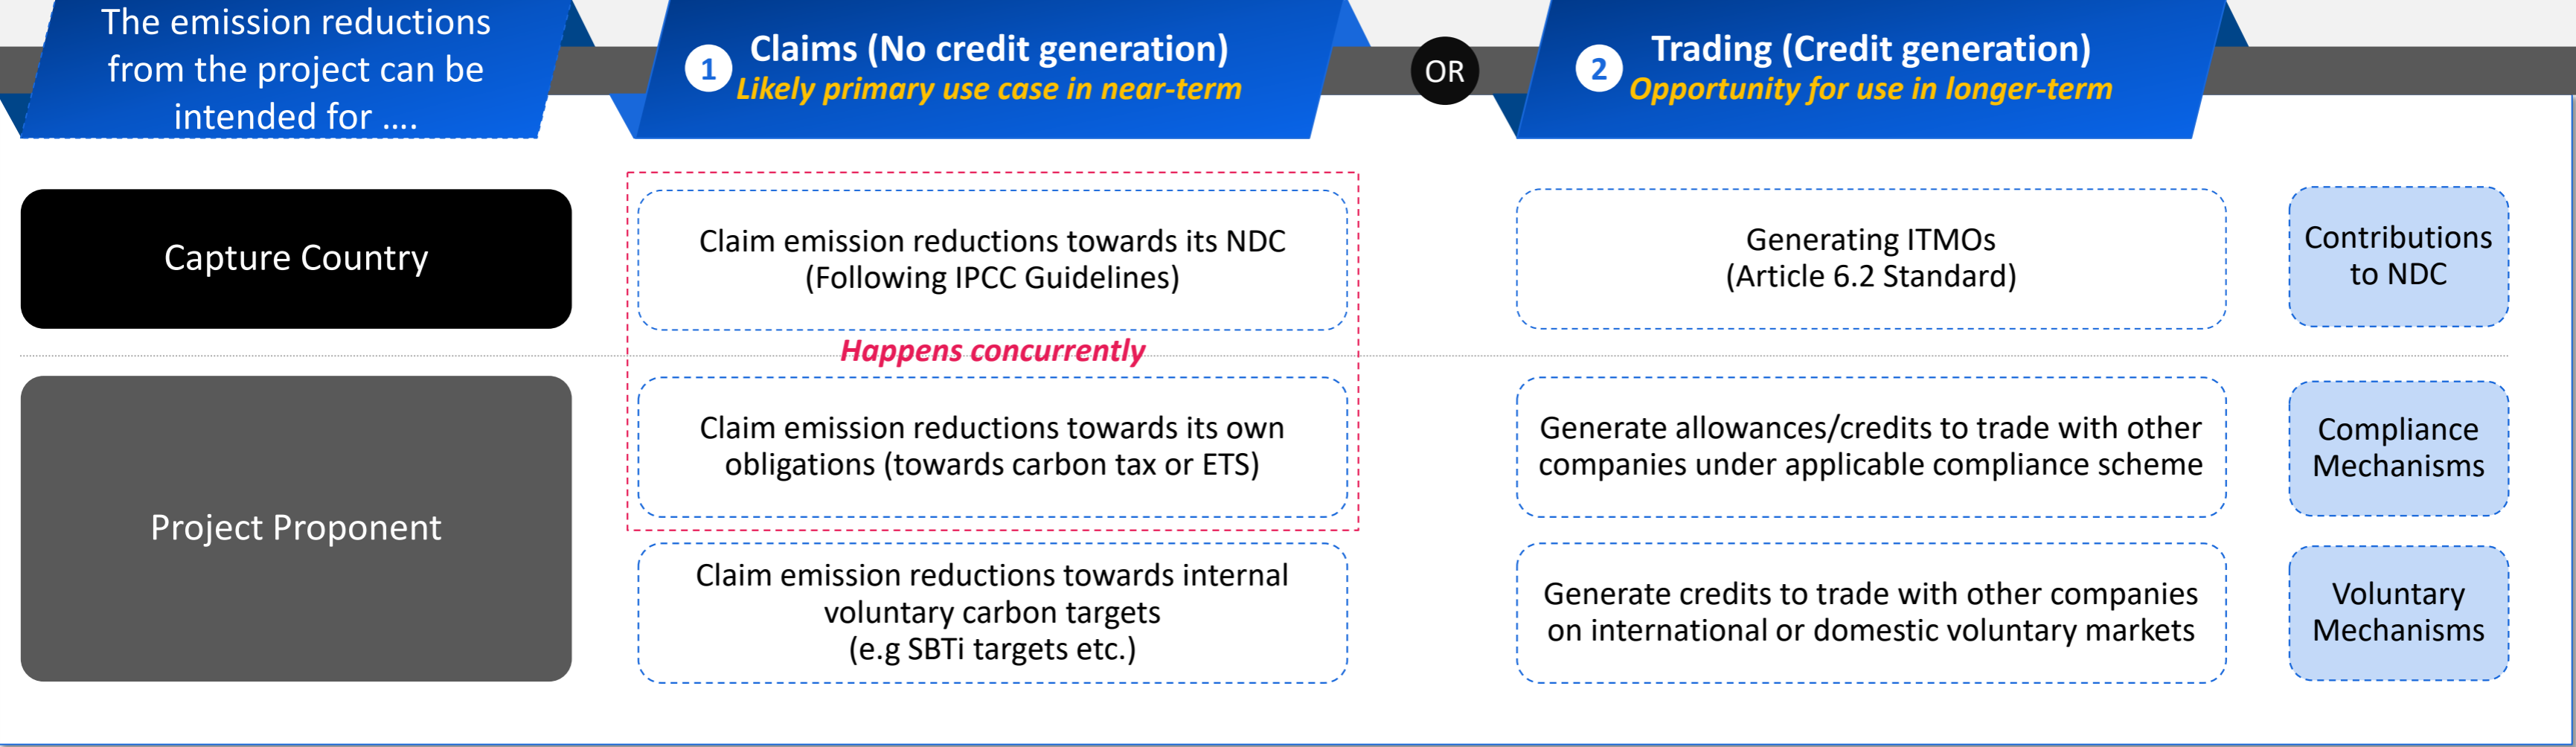 The emission reductions
from the project can be
intended for ....
1
Claims (No credit generation)
Likely primary use case in near-term
OR
2
Trading (Credit generation)
Opportunity for use in longer-term
Capture Country
Claim emission reductions towards its NDC
(Following IPCC Guidelines)
Generating ITMOs
(Article 6.2 Standard)
Contributions
to NDC
Happens concurrently
Project Proponent
Claim emission reductions towards its own
obligations (towards carbon tax or ETS)
Generate allowances/credits to trade with other
companies under applicable compliance scheme
Compliance
Mechanisms
Claim emission reductions towards internal
voluntary carbon targets
(e.g SBTi targets etc.)
Generate credits to trade with other companies
on international or domestic voluntary markets
Voluntary
Mechanisms